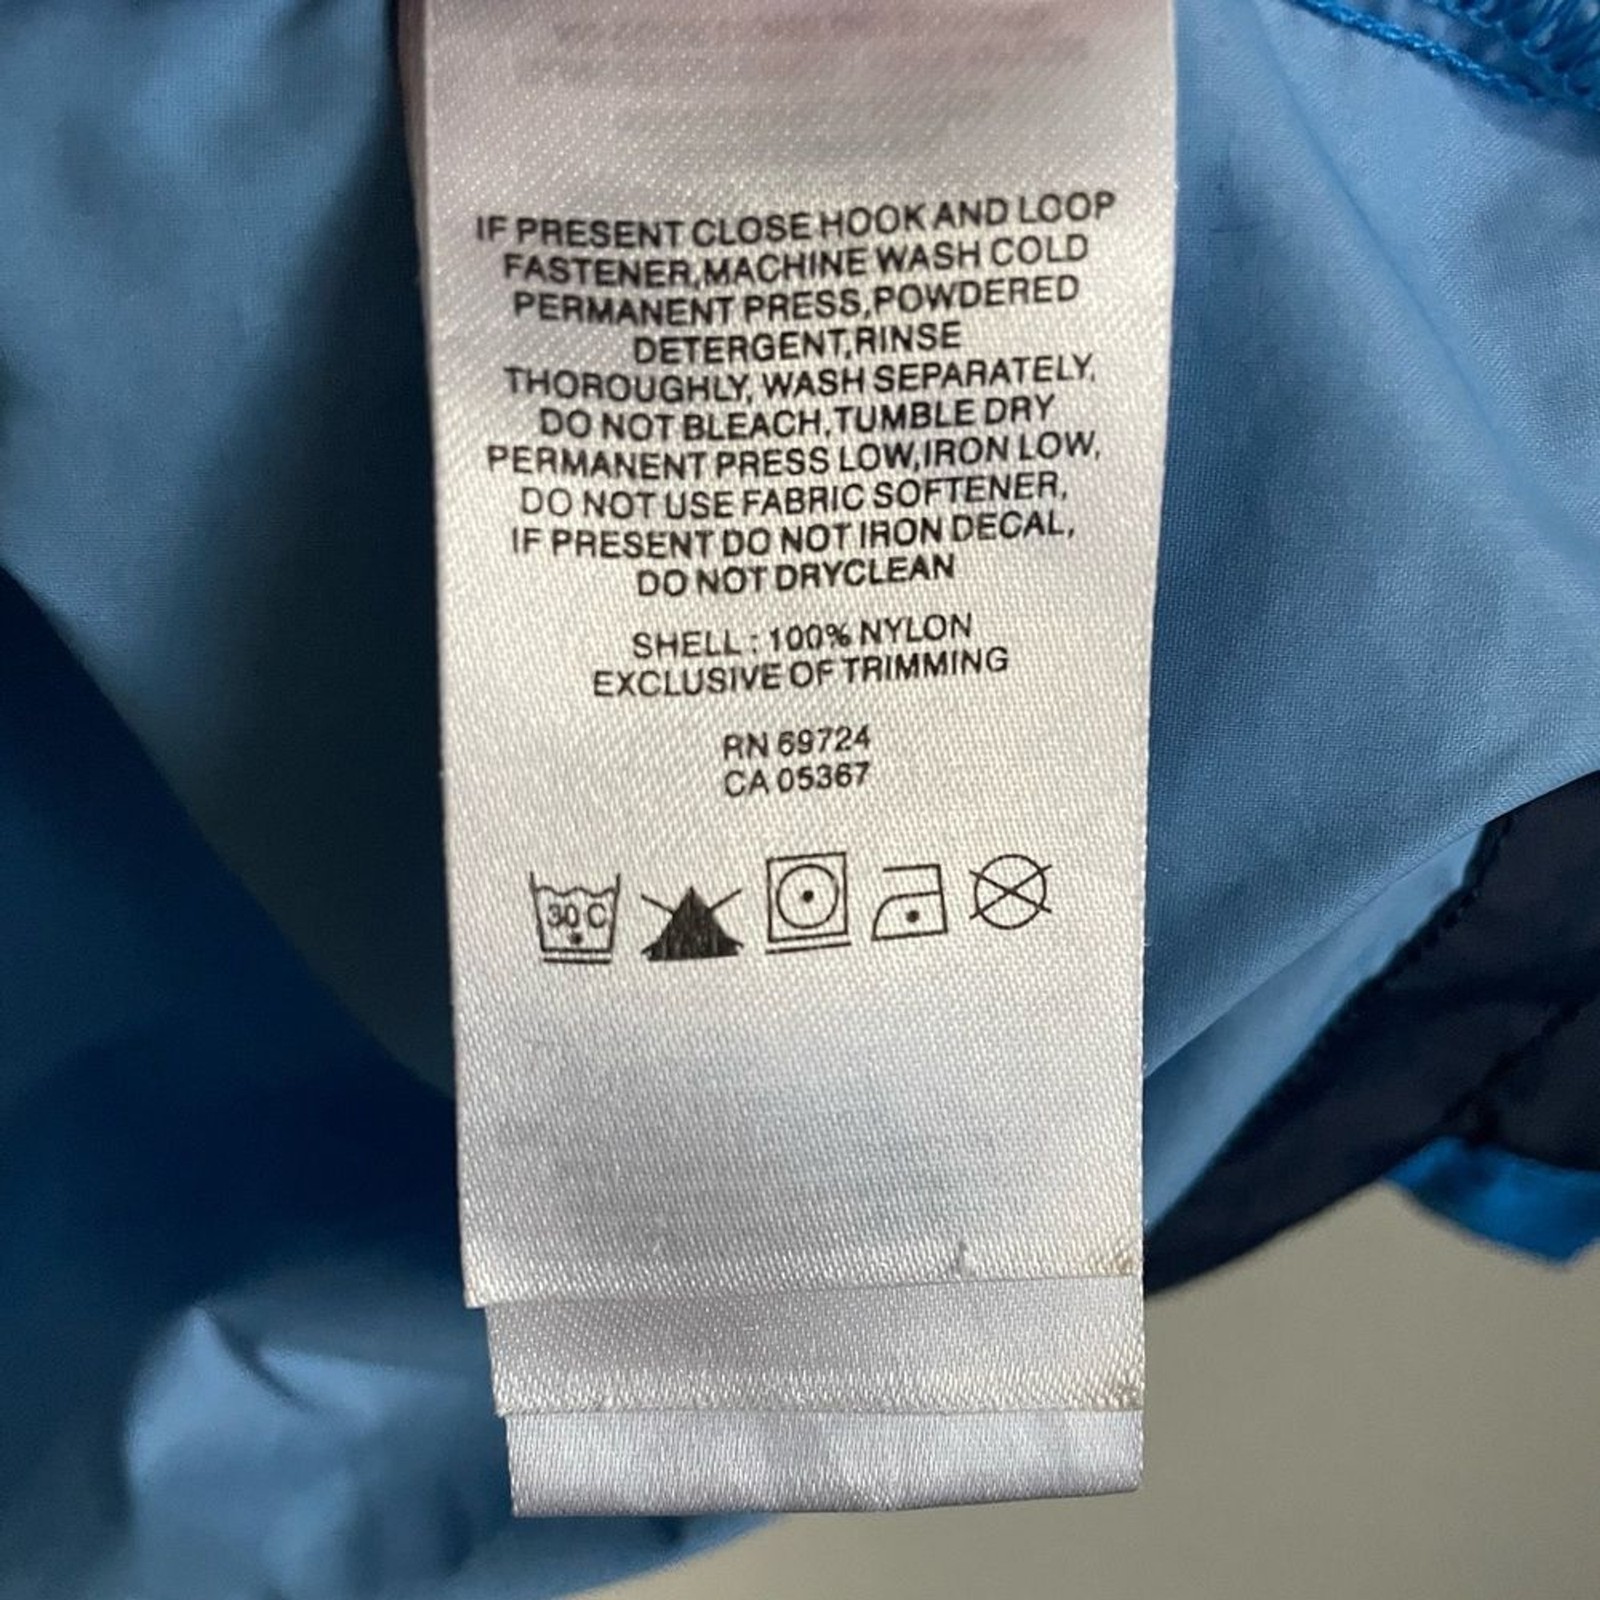 IF PRESENT CLOSE HOOK AND LOOP
FASTENER,MACHINE WASH COLD
PERMANENT PRESS,POWDERED
DETERGENT,RINSE
THOROUGHLY, WASH SEPARATELY,
DO NOT BLEACH,TUMBLE DRY
PERMANENT PRESS LOW,IRON LOW,
DO NOT USE FABRIC SOFTENER,
IF PRESENT DO NOT IRON DECAL,
DO NOT DRYCLEAN
SHELL : 100% NYLON
EXCLUSIVE OF TRIMMING
RN 69724
CA 05367
30 C